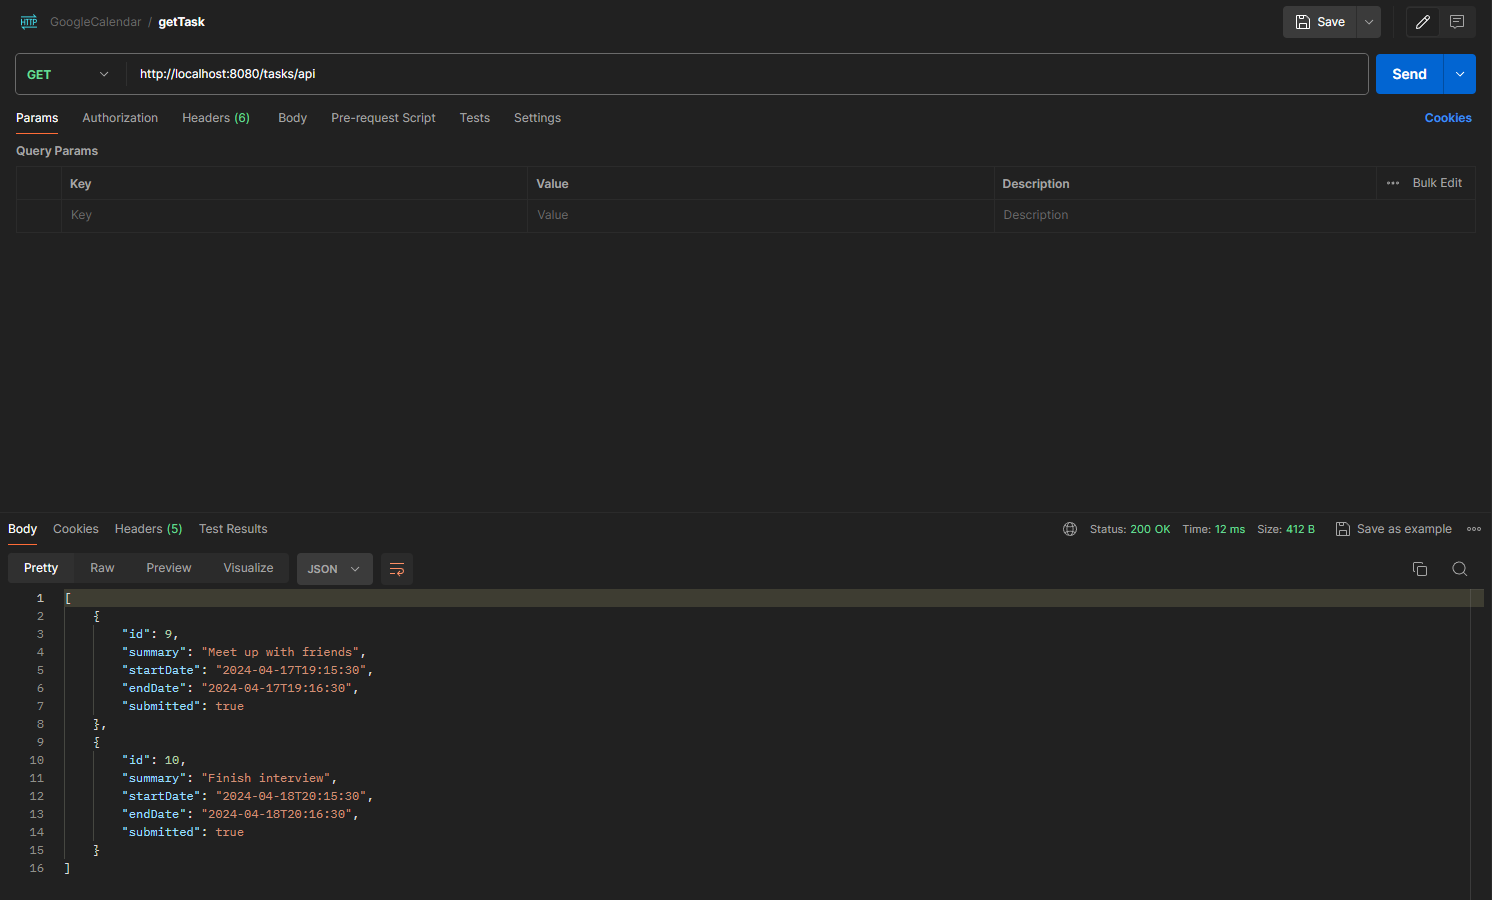 HTTP GoogleCalendar / getTask Save
GET http://localhost:8080/tasks/api Send
Params Authorization Headers (6) Body Pre-request Script Tests Settings Cookies
Query Params
Key Value Description ••• Bulk Edit
Key Value Description
Body Cookies Headers (5) Test Results Status: 200 OK Time: 12 ms Size: 412 B Save as example
Pretty Raw Preview Visualize JSON
1 [
2 {
3 "id": 9,
4 "summary": "Meet up with friends",
5 "startDate": "2024-04-17T19:15:30",
6 "endDate": "2024-04-17T19:16:30",
7 "submitted": true
8 },
9 {
10 "id": 10,
11 "summary": "Finish interview",
12 "startDate": "2024-04-18T20:15:30",
13 "endDate": "2024-04-18T20:16:30",
14 "submitted": true
15 }
16 ]